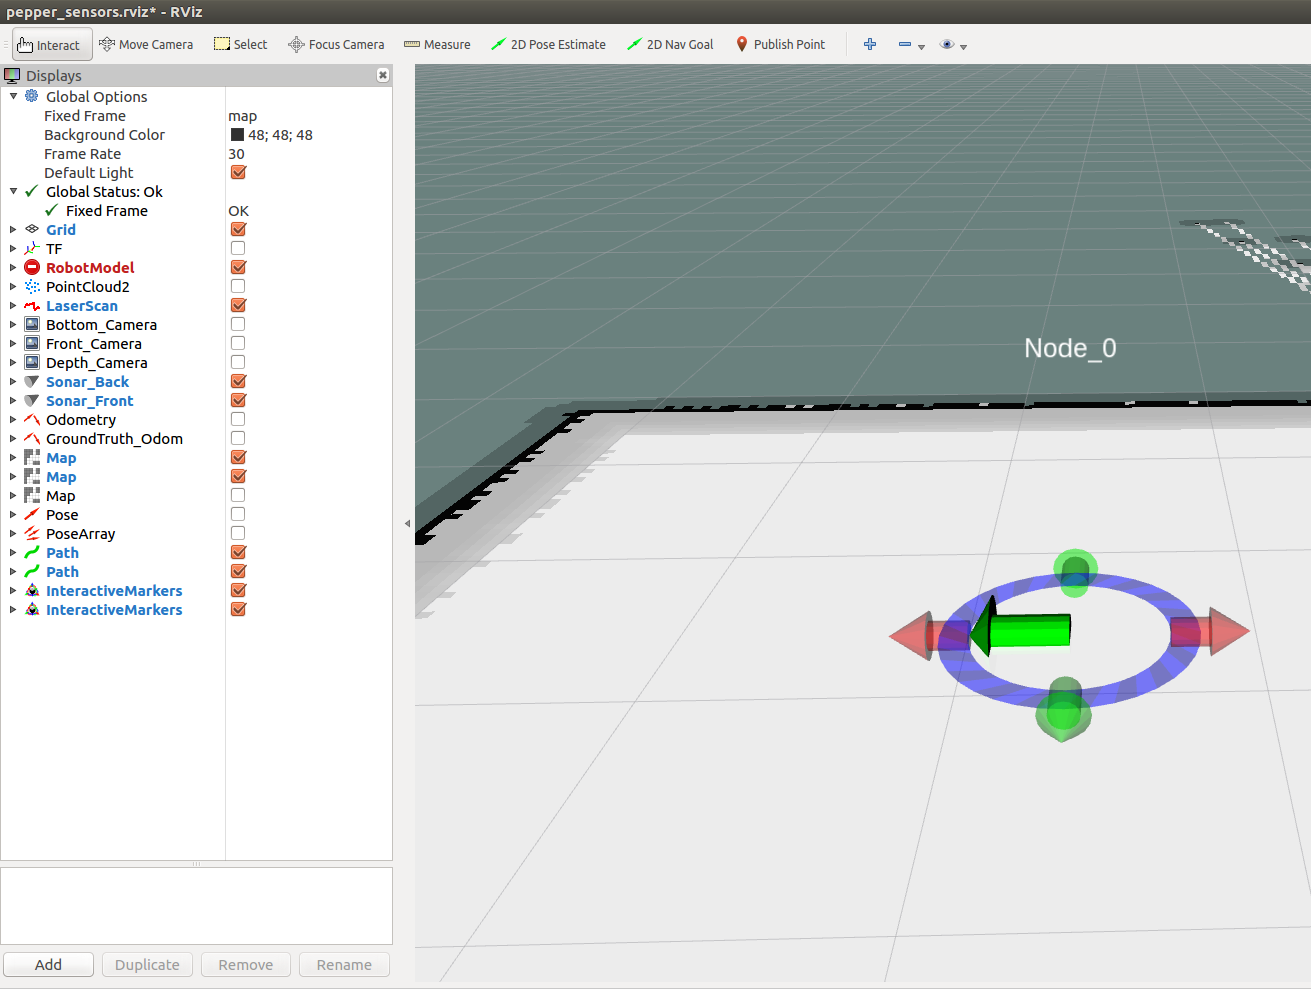 pepper_sensors.rviz* - RViz
Interact Move Camera Select Focus Camera Measure 2D Pose Estimate 2D Nav Goal Publish Point
Displays
Global Options
Fixed Frame map
Background Color 48; 48; 48
Frame Rate 30
Default Light
Global Status: Ok
Fixed Frame OK
Grid
TF
RobotModel
PointCloud2
LaserScan
Bottom_Camera
Front_Camera
Depth_Camera
Sonar_Back
Sonar_Front
Odometry
GroundTruth_Odom
Map
Map
Map
Pose
PoseArray
Path
Path
InteractiveMarkers
InteractiveMarkers
Add Duplicate Remove Rename
Node_0